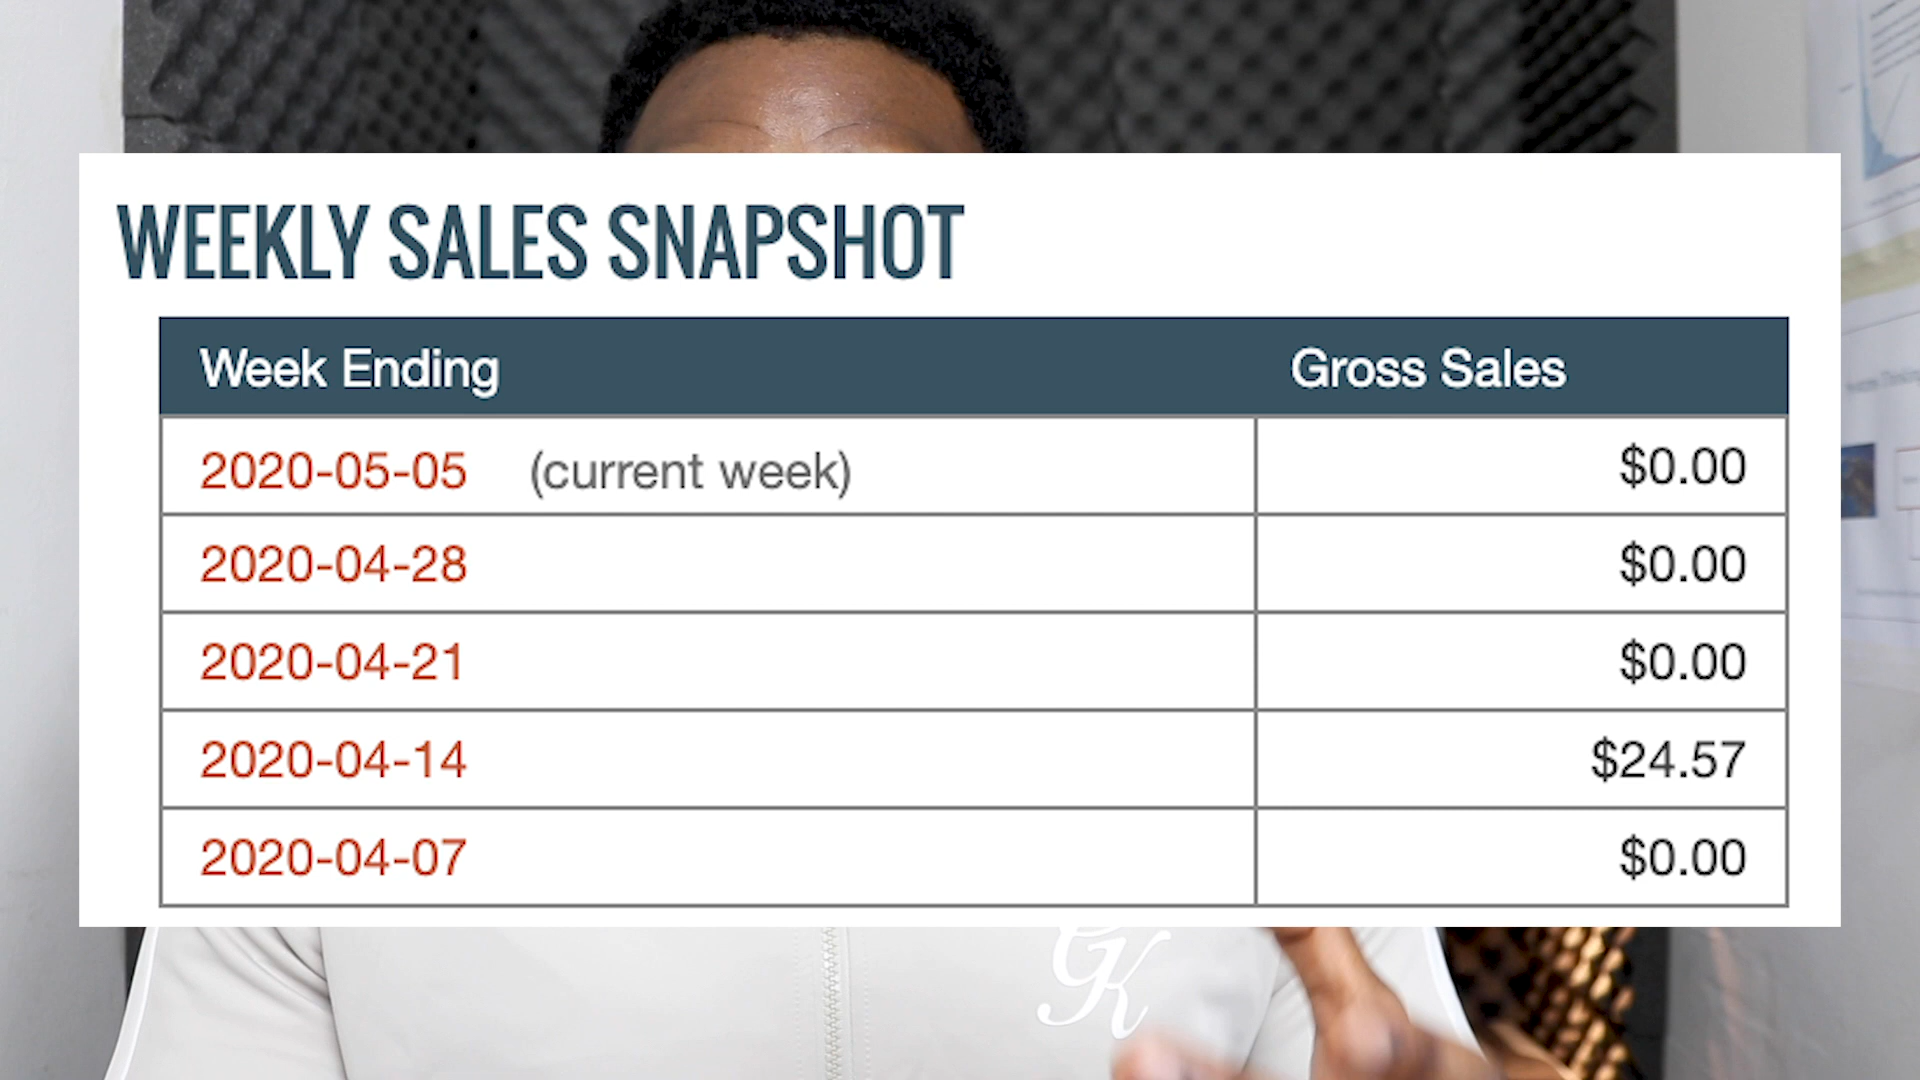 WEEKLY SALES SNAPSHOT
Week Ending Gross Sales
2020-05-05 (current week) $0.00
2020-04-28 $0.00
2020-04-21 $0.00
2020-04-14 $24.57
2020-04-07 $0.00
GK